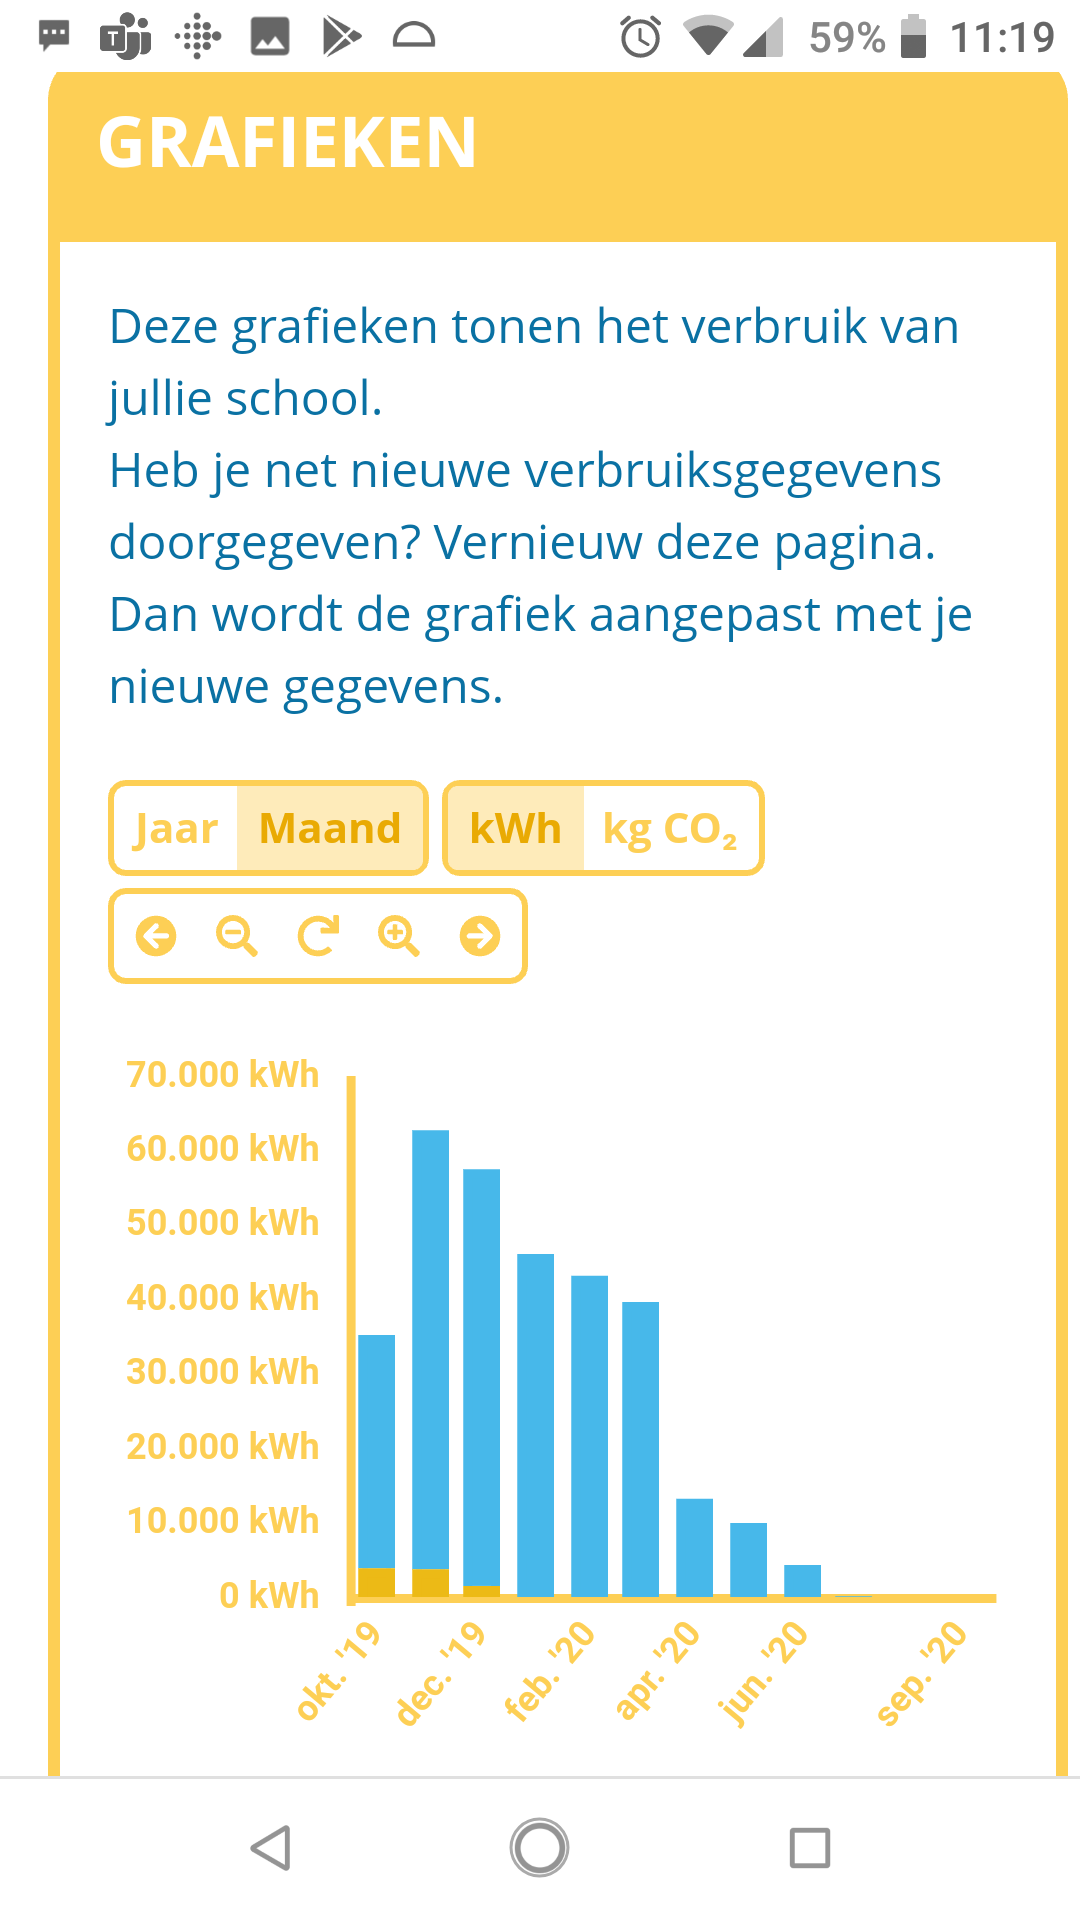 59% 11:19
GRAFIEKEN
Deze grafieken tonen het verbruik van
jullie school.
Heb je net nieuwe verbruiksgegevens
doorgegeven? Vernieuw deze pagina.
Dan wordt de grafiek aangepast met je
nieuwe gegevens.
Jaar Maand kWh kg CO₂
70.000 kWh
60.000 kWh
50.000 kWh
40.000 kWh
30.000 kWh
20.000 kWh
10.000 kWh
0 kWh
okt. '19 dec. '19 feb. '20 apr. '20 jun. '20 sep. '20